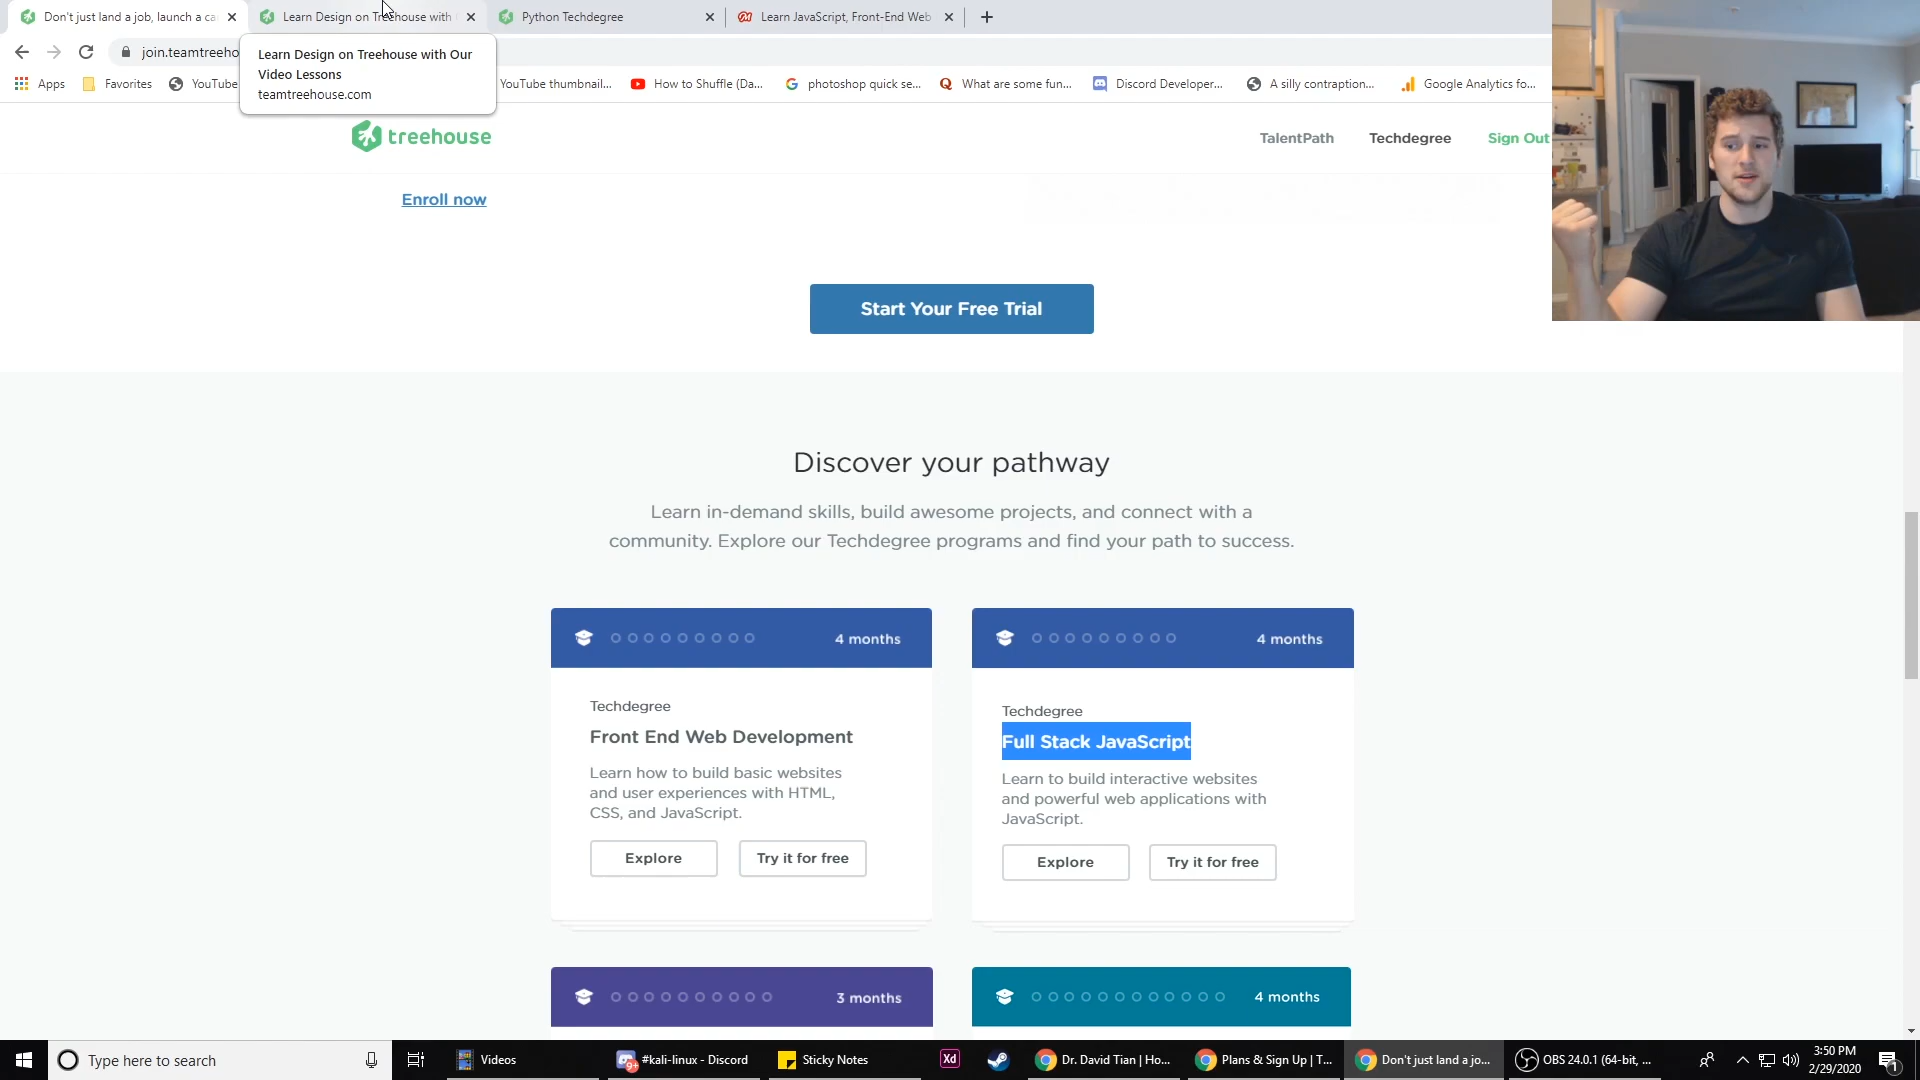 Don't just land a job, launch a ca
Learn Design on Treehouse with
Python Techdegree
Learn JavaScript, Front-End Web
join.teamtreeho
Learn Design on Treehouse with Our
Video Lessons
teamtreehouse.com
Apps
Favorites
YouTube
YouTube thumbnail...
How to Shuffle (Da...
photoshop quick se...
What are some fun...
Discord Developer...
A silly contraption...
Google Analytics fo...
treehouse
TalentPath
Techdegree
Sign Out
Enroll now
Start Your Free Trial
Discover your pathway
Learn in-demand skills, build awesome projects, and connect with a
community. Explore our Techdegree programs and find your path to success.
4 months
4 months
Techdegree
Front End Web Development
Learn how to build basic websites
and user experiences with HTML,
CSS, and JavaScript.
Explore
Try it for free
Techdegree
Full Stack JavaScript
Learn to build interactive websites
and powerful web applications with
JavaScript.
Explore
Try it for free
3 months
4 months
Type here to search
Videos
9+
#kali-linux - Discord
Sticky Notes
Xd
Dr. David Tian | Ho...
Plans & Sign Up | T...
Don't just land a jo...
OBS 24.0.1 (64-bit, ...
3:50 PM
2/29/2020
1